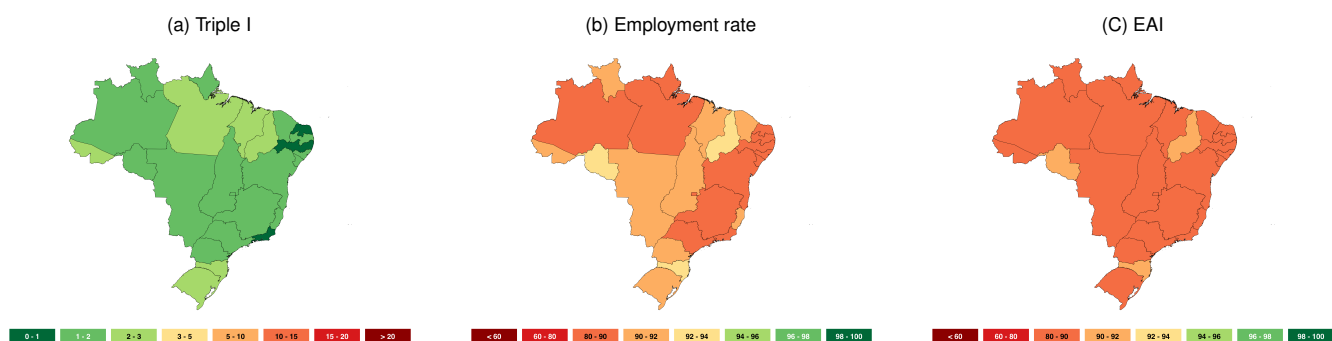 (a) Triple I
(b) Employment rate
(C) EAI
0 - 1
1 - 2
2 - 3
3 - 5
5 - 10
10 - 15
15 - 20
> 20
< 60
60 - 80
80 - 90
90 - 92
92 - 94
94 - 96
96 - 98
98 - 100
< 60
60 - 80
80 - 90
90 - 92
92 - 94
94 - 96
96 - 98
98 - 100